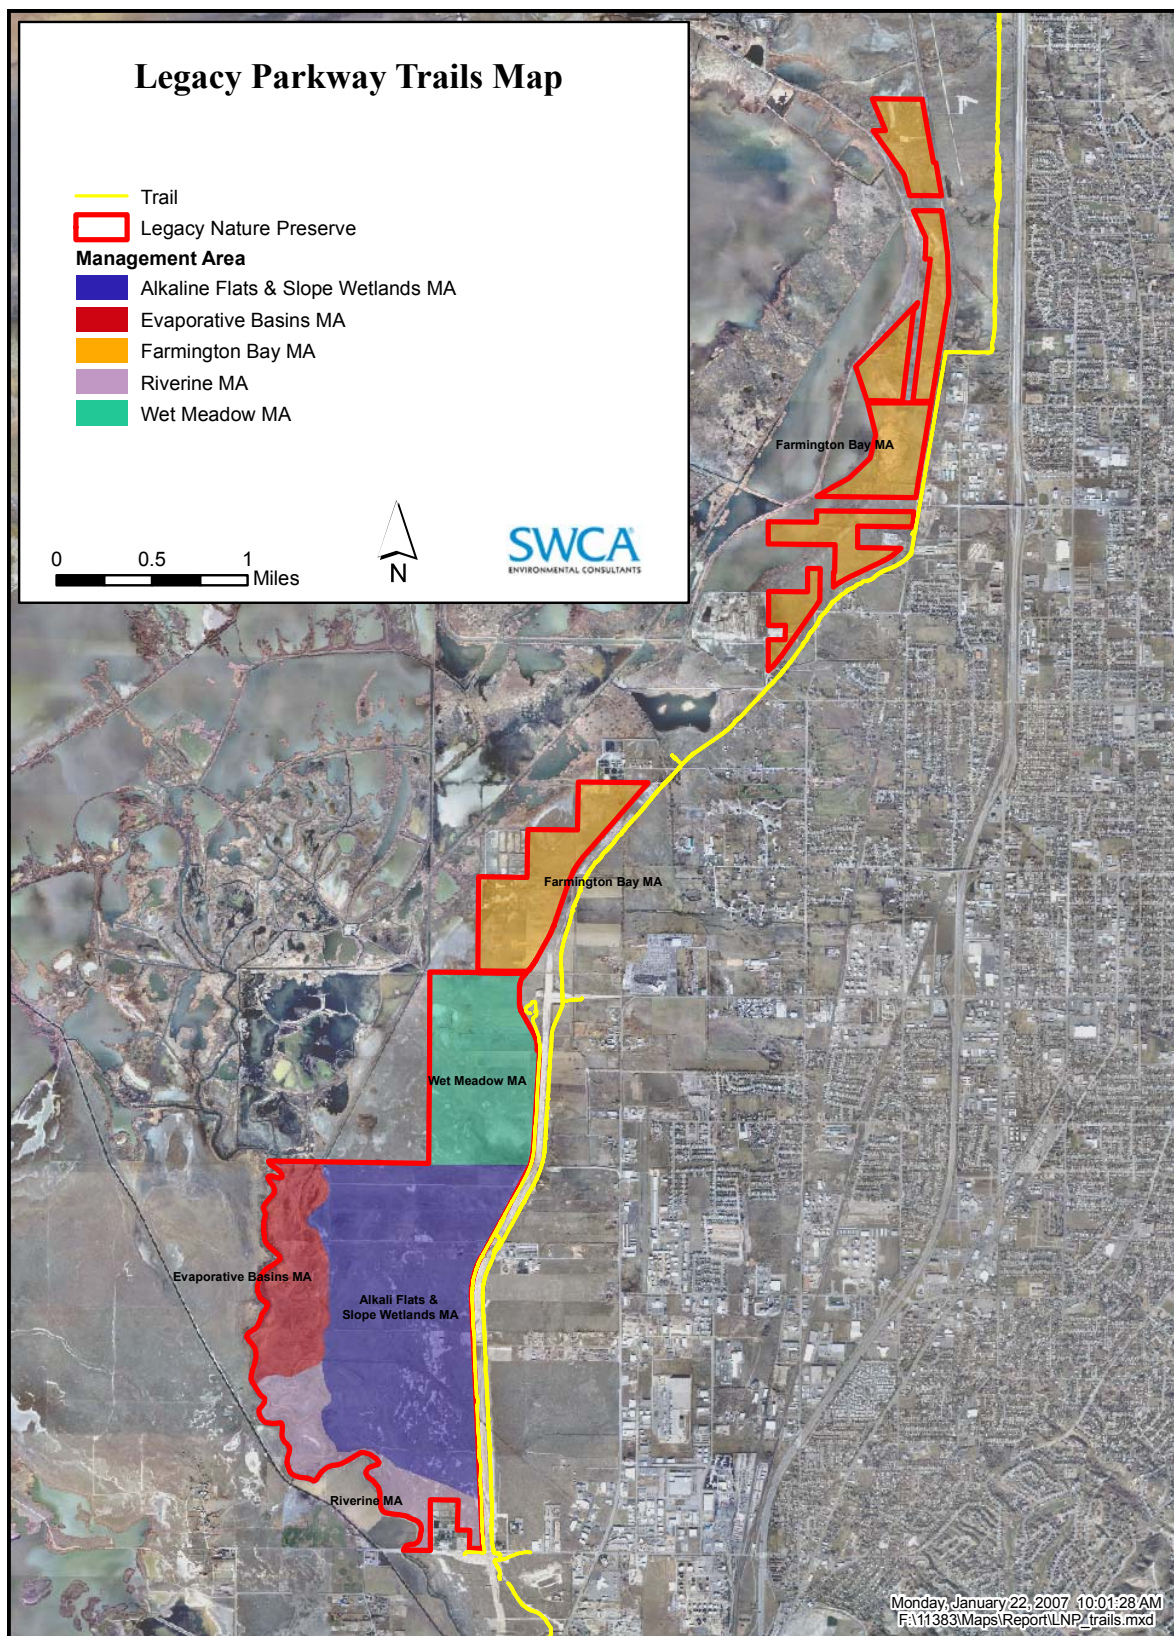 Legacy Parkway Trails Map
Trail
Legacy Nature Preserve
Management Area
Alkaline Flats & Slope Wetlands MA
Evaporative Basins MA
Farmington Bay MA
Riverine MA
Wet Meadow MA
0 0.5 1
Miles
N
SWCA
ENVIRONMENTAL CONSULTANTS
Farmington Bay MA
Farmington Bay MA
Wet Meadow MA
Evaporative Basins MA
Alkali Flats &
Slope Wetlands MA
Riverine MA
Monday, January 22, 2007 10:01:28 AM
F:\11383\Maps\Report\LNP_trails.mxd